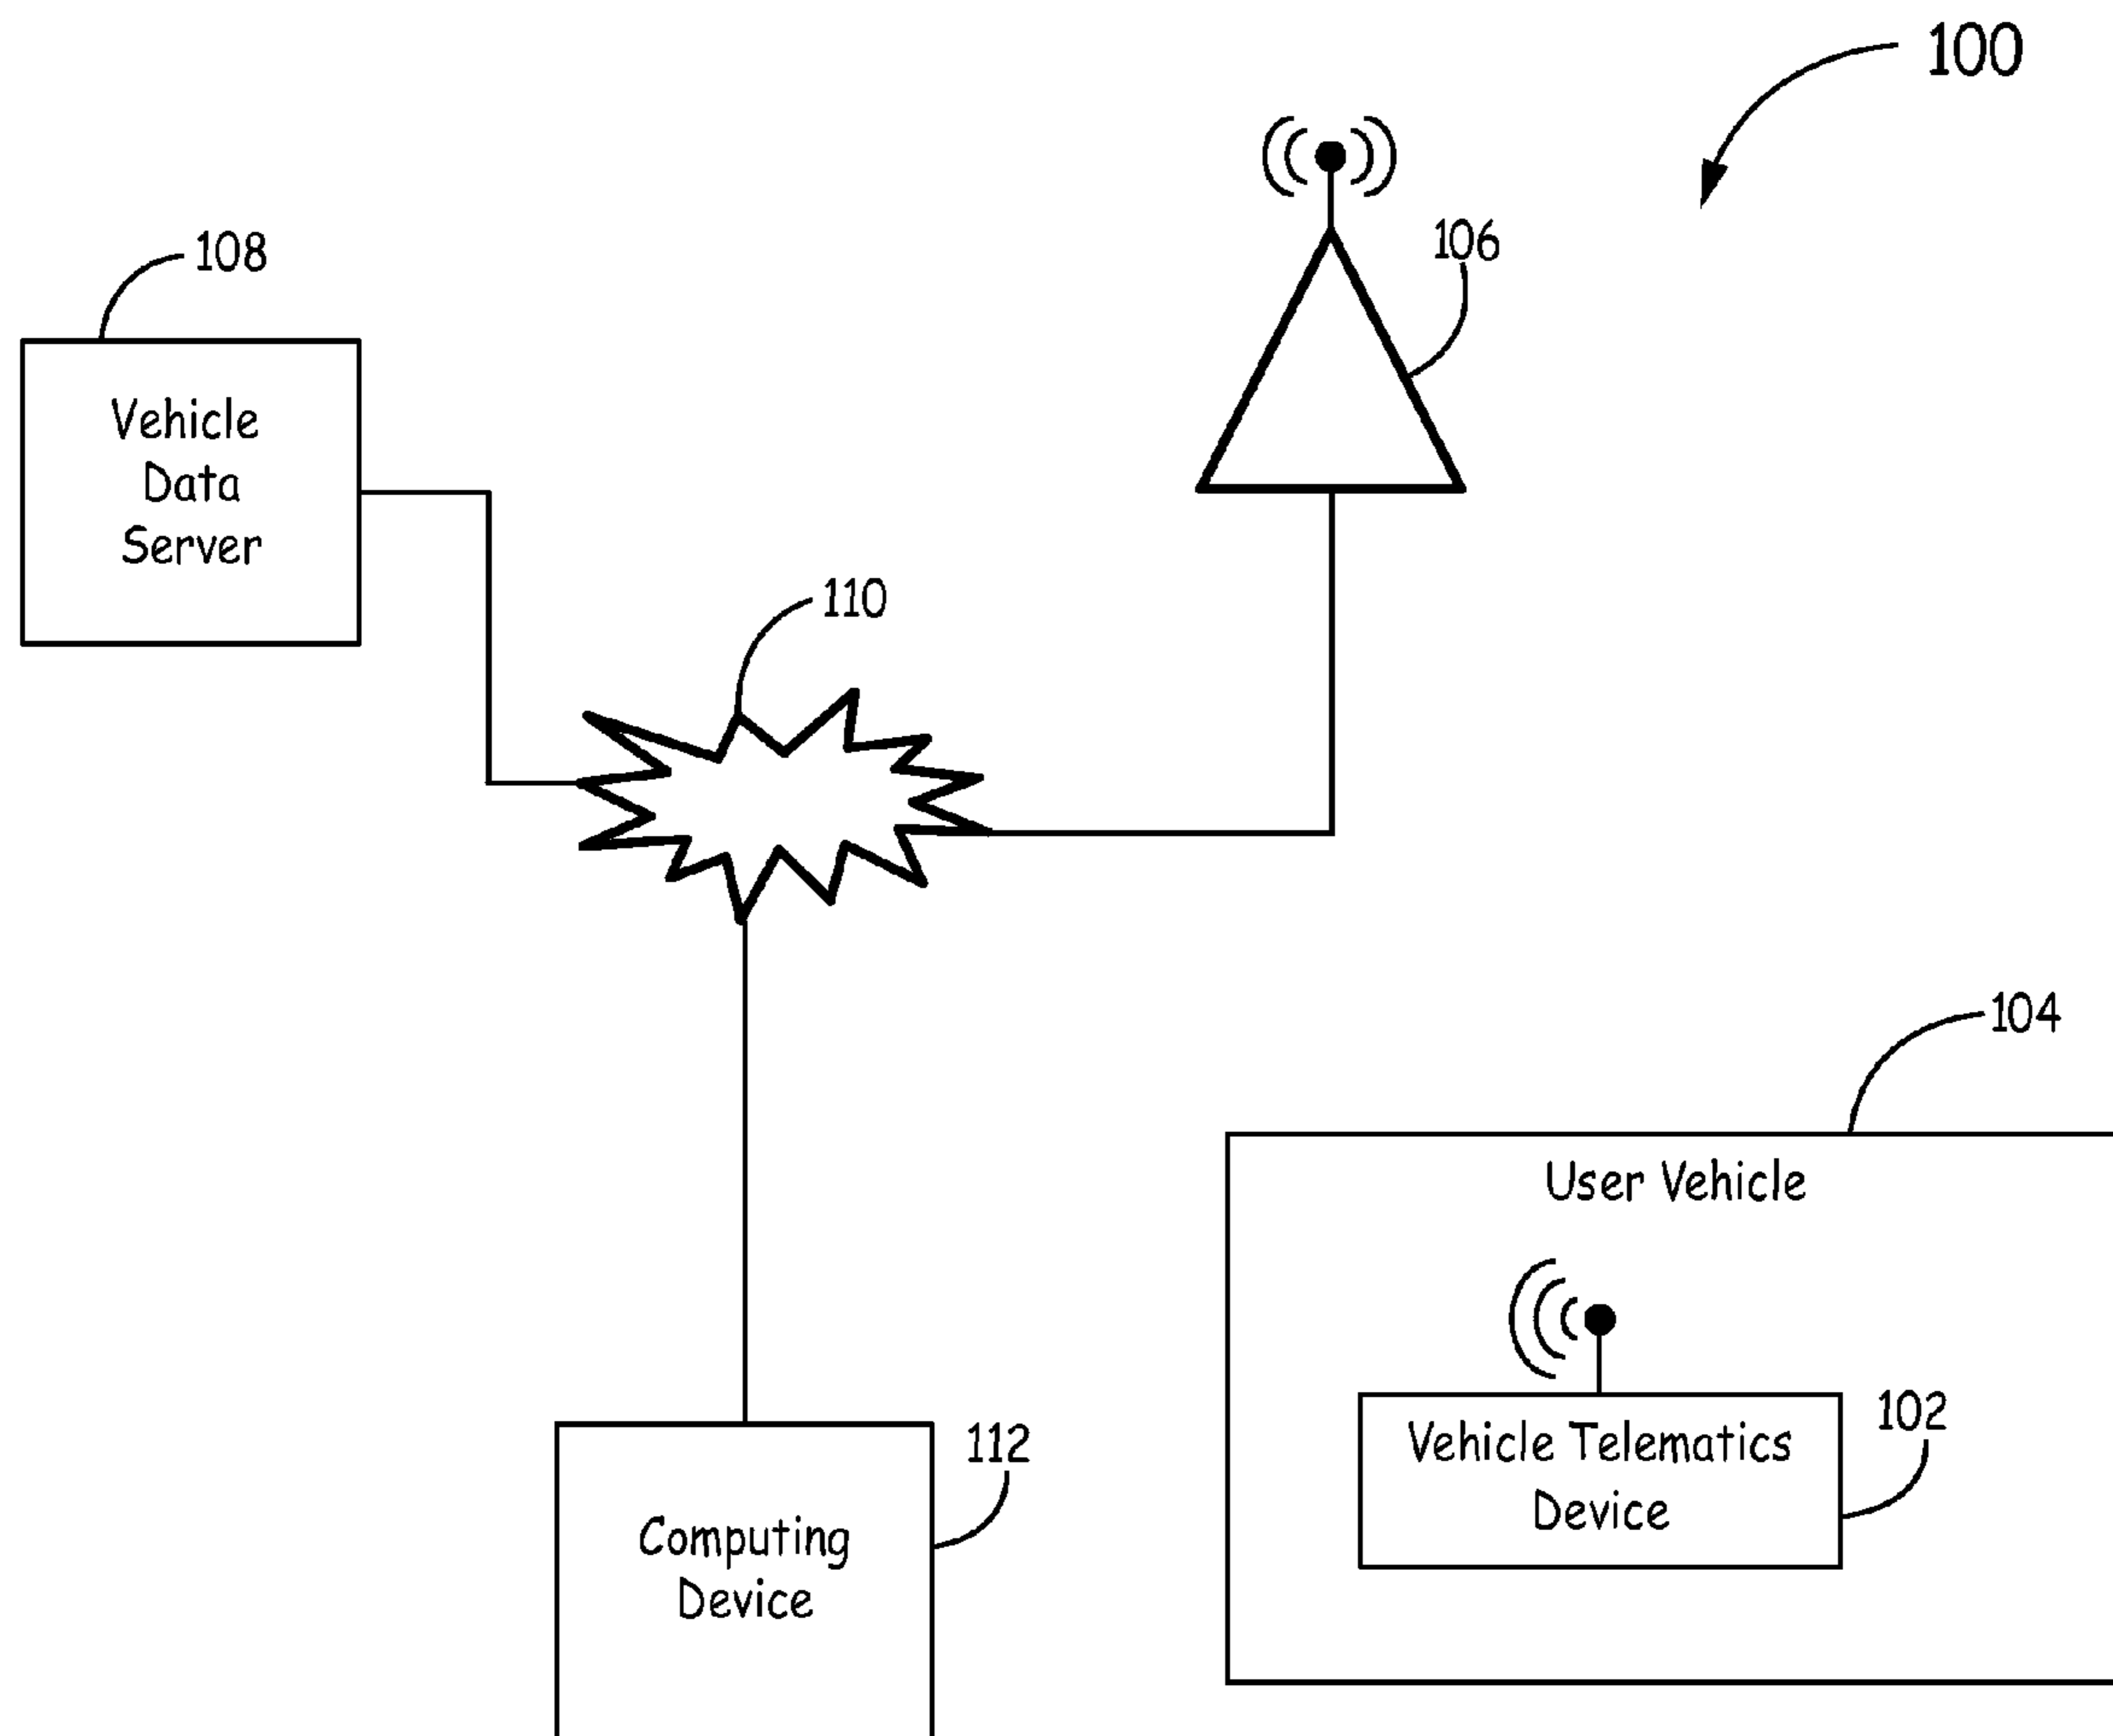 100
106
108
Vehicle
Data
Server
110
104
User Vehicle
102
Vehicle Telematics
Device
112
Computing
Device